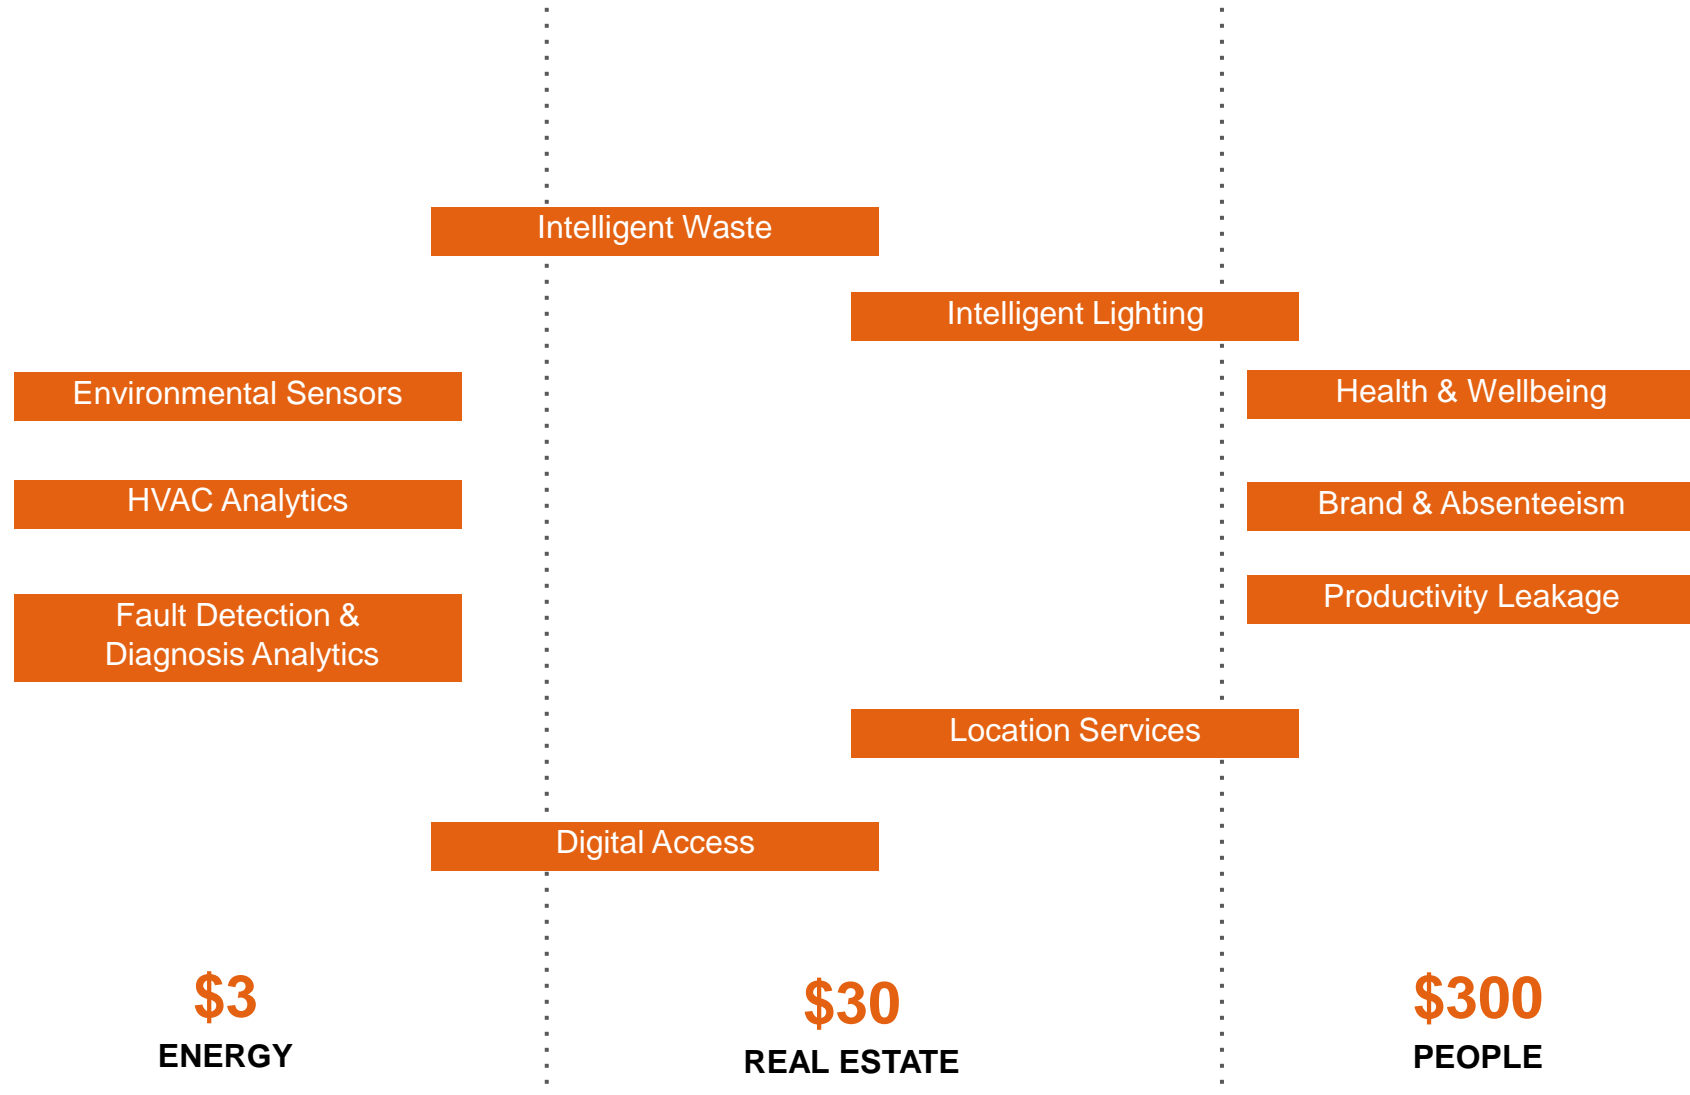 Intelligent Waste
Intelligent Lighting
Environmental Sensors
Health & Wellbeing
HVAC Analytics
Brand & Absenteeism
Fault Detection &
Diagnosis Analytics
Productivity Leakage
Location Services
Digital Access
$3
ENERGY
$30
REAL ESTATE
$300
PEOPLE